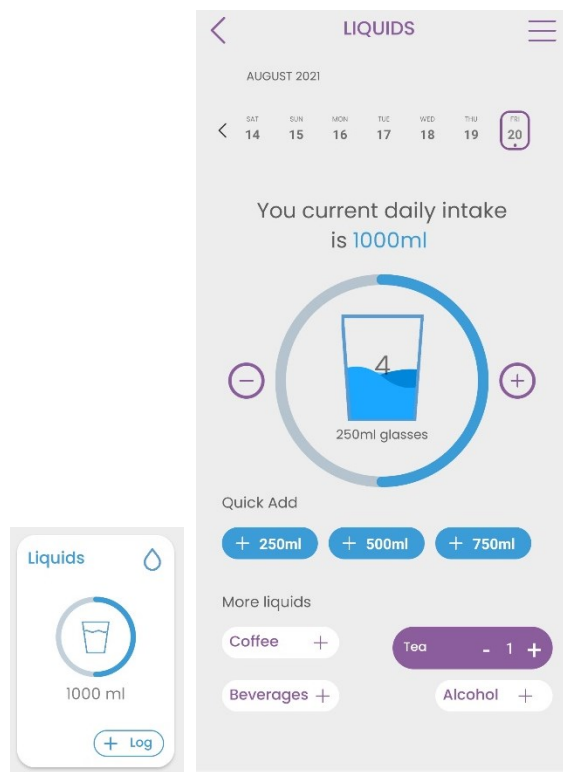 LIQUIDS
AUGUST 2021
SAT SUN MON TUE WED THU FRI
14 15 16 17 18 19 20
You current daily intake
is 1000ml
4
250ml glasses
Quick Add
+ 250ml + 500ml + 750ml
More liquids
Coffee + Tea - 1 +
Beverages + Alcohol +
Liquids
1000 ml
+ Log